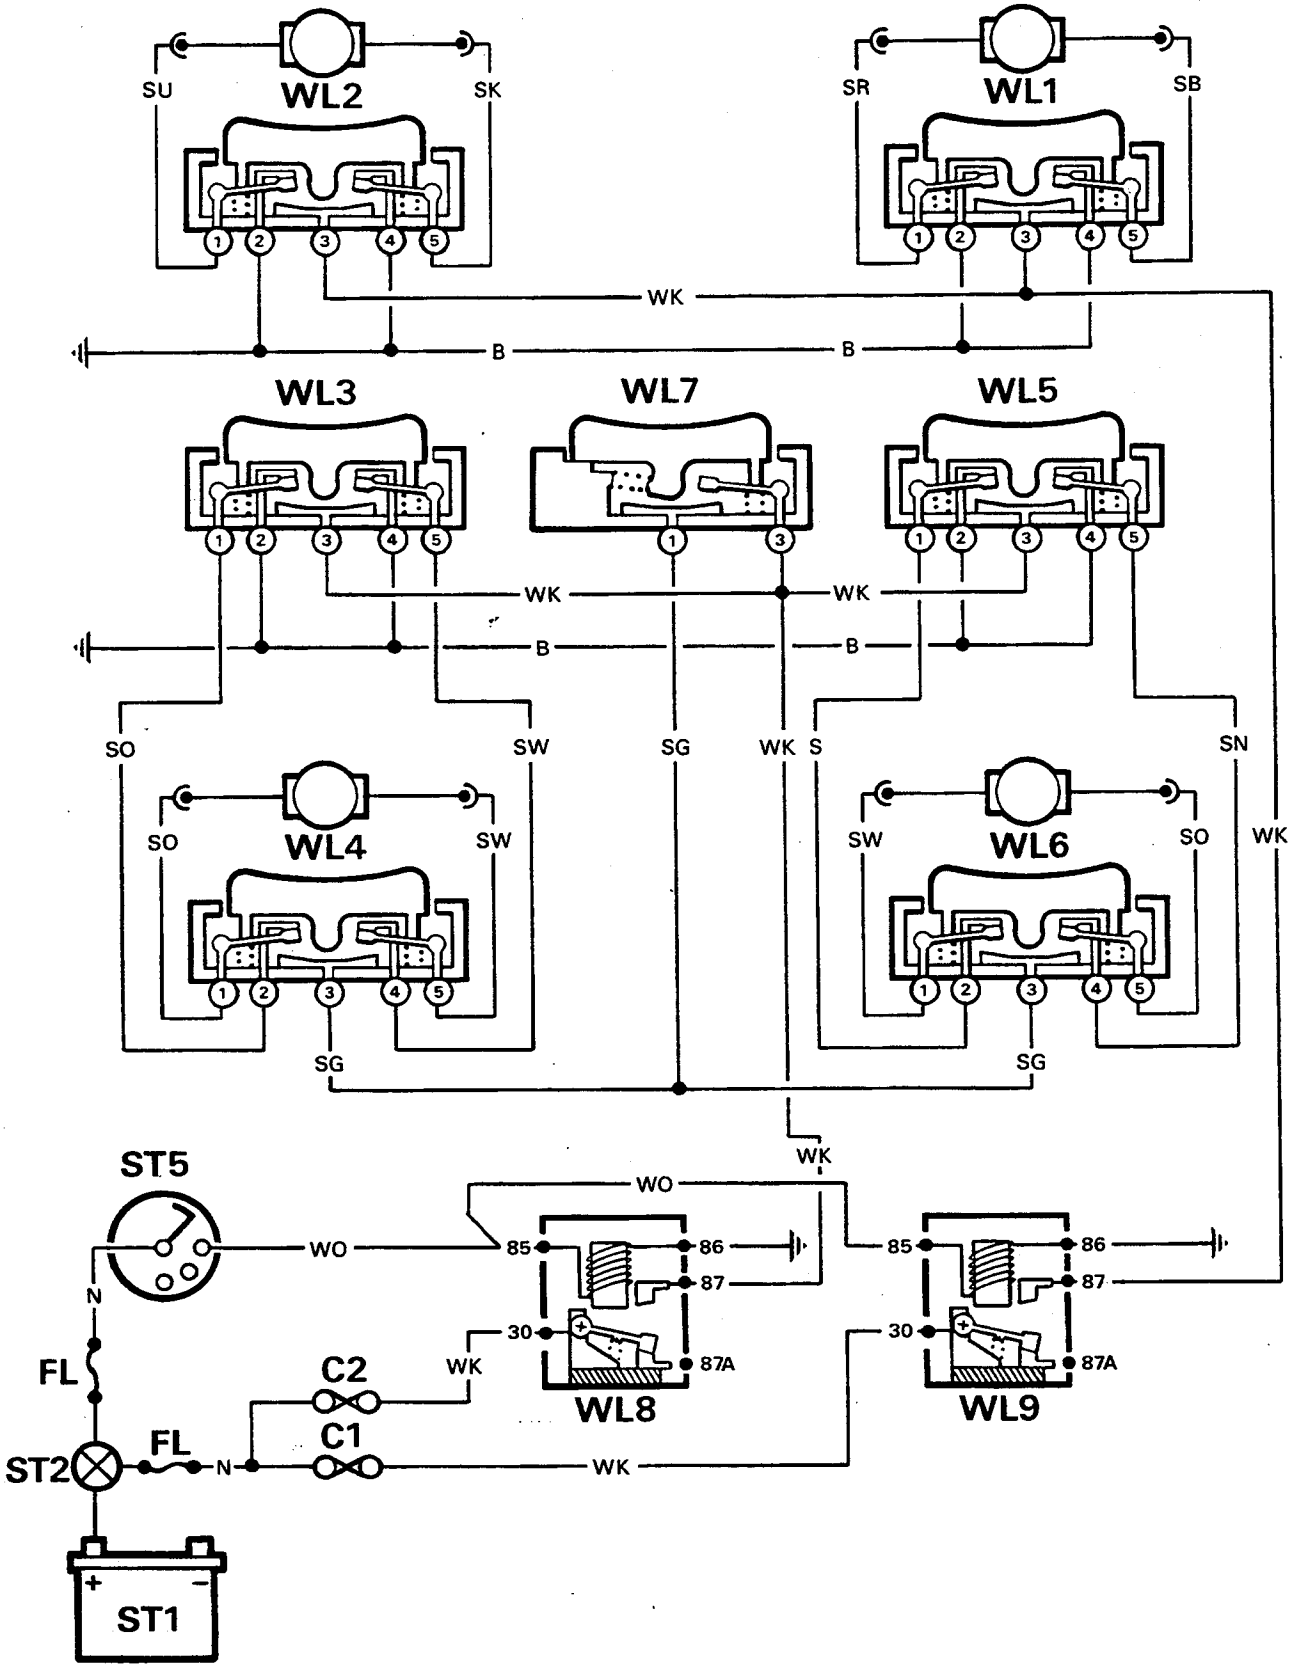 SU
WL2
SK
SR
WL1
SB
1 2 3 4 5
1 2 3 4 5
WK
B
B
WL3
WL7
WL5
1 2 3 4 5
1 3
1 2 3 4 5
WK
WK
B
B
SO
SW
SG
WK
S
SN
SO
WL4
SW
SW
WL6
SO
WK
1 2 3 4 5
1 2 3 4 5
SG
SG
ST5
WK
WO
WO
85
86
87
30
87A
WL8
85
86
87
30
87A
WL9
N
FL
C2
WK
FL
C1
ST2
N
WK
+ −
ST1